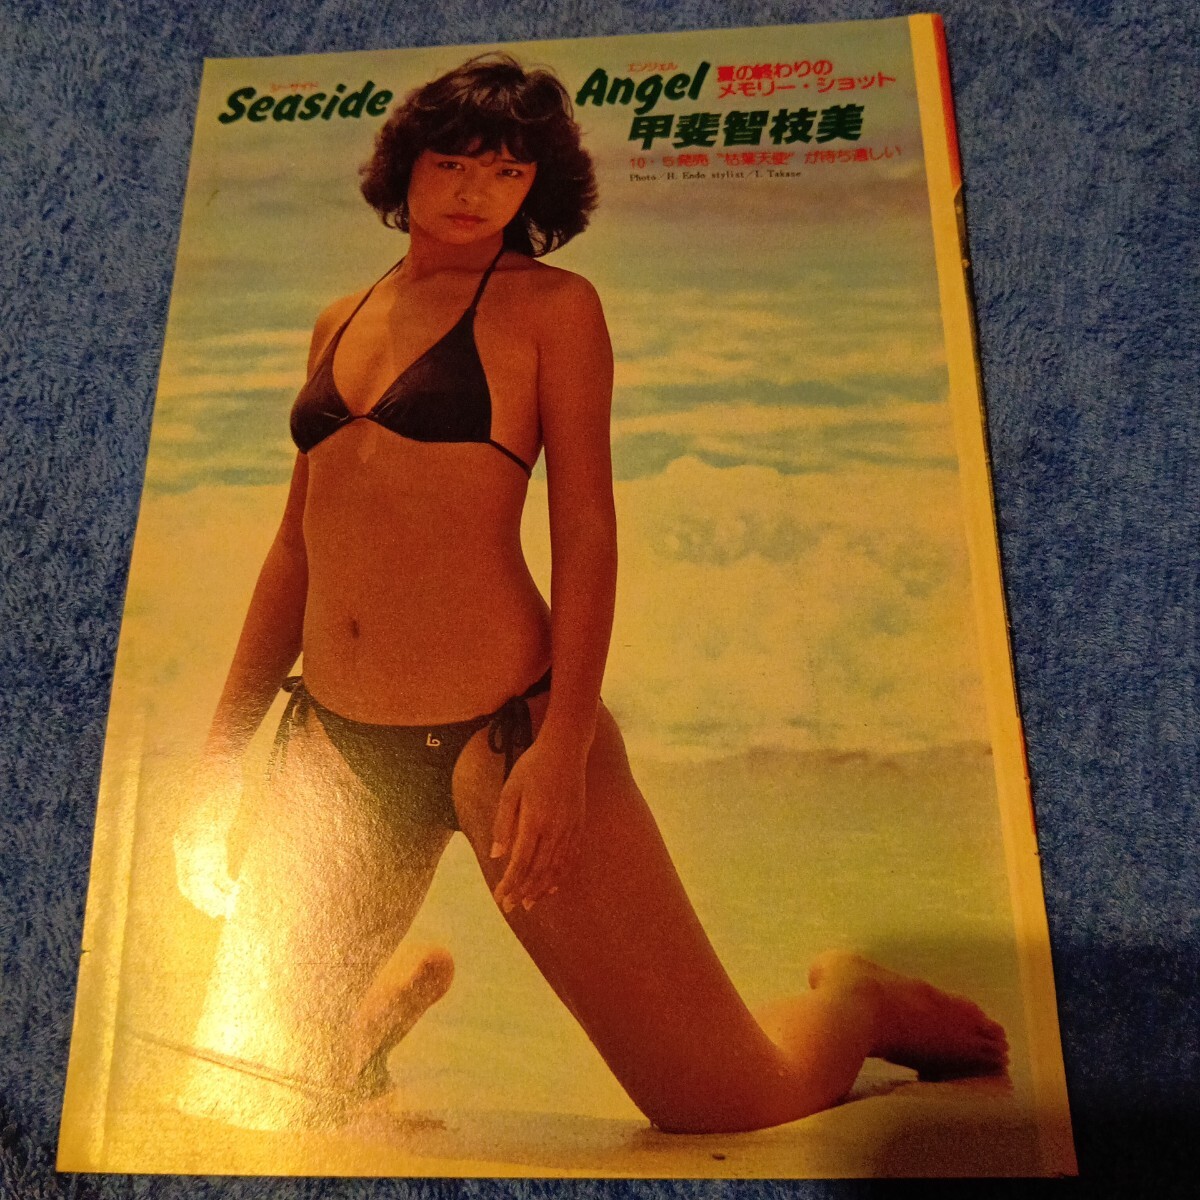 シーサイド
Seaside
エンジェル
Angel
夏の終わりの
メモリー・ショット
甲斐智枝美
10・5発売 "枯葉天使" が待ち遠しい
Photo／H. Endo stylist／I. Takane